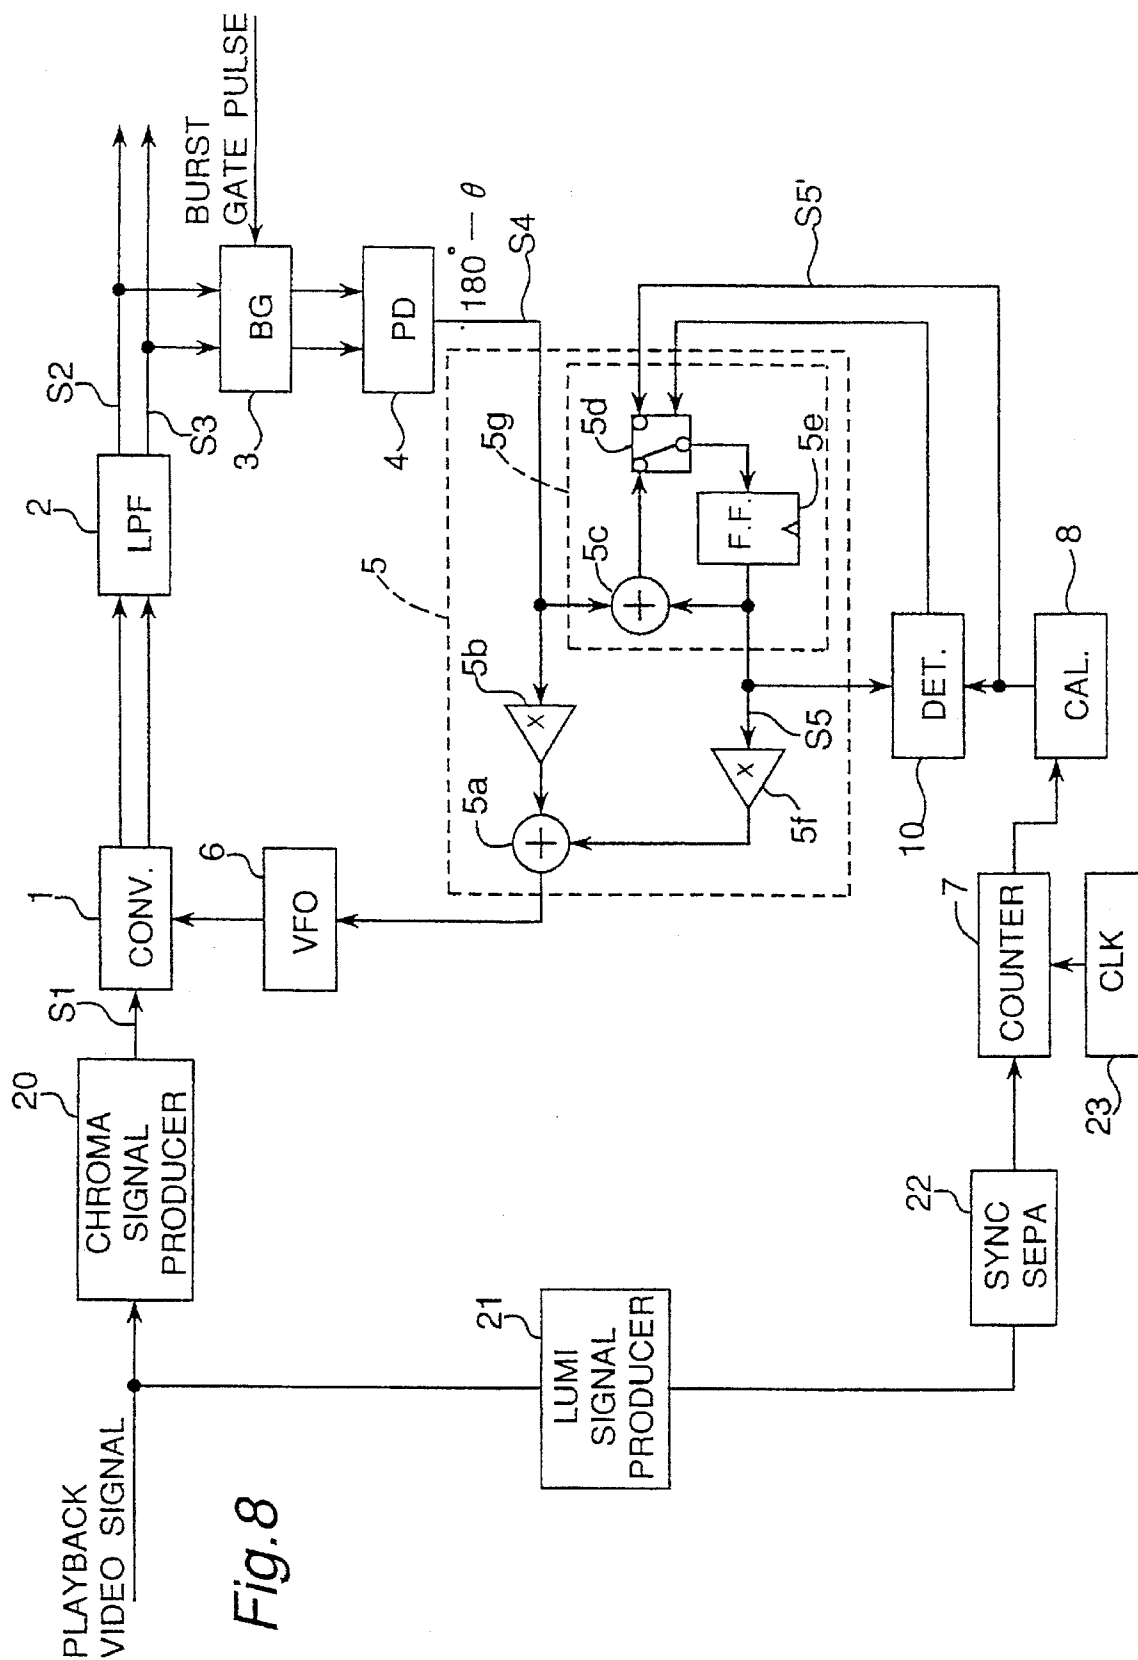 PLAYBACK
VIDEO SIGNAL
20
CHROMA
SIGNAL
PRODUCER
S1
1
CONV.
2
LPF
S2
S3
BURST
GATE PULSE
3
BG
4
PD
180° − θ
S4
6
VFO
5
5a
X
5b
5g
5c
5d
F.F.
5e
X
5f
S5
S5'
21
LUMI
SIGNAL
PRODUCER
22
SYNC
SEPA
7
COUNTER
23
CLK
8
CAL.
10
DET.
Fig.8